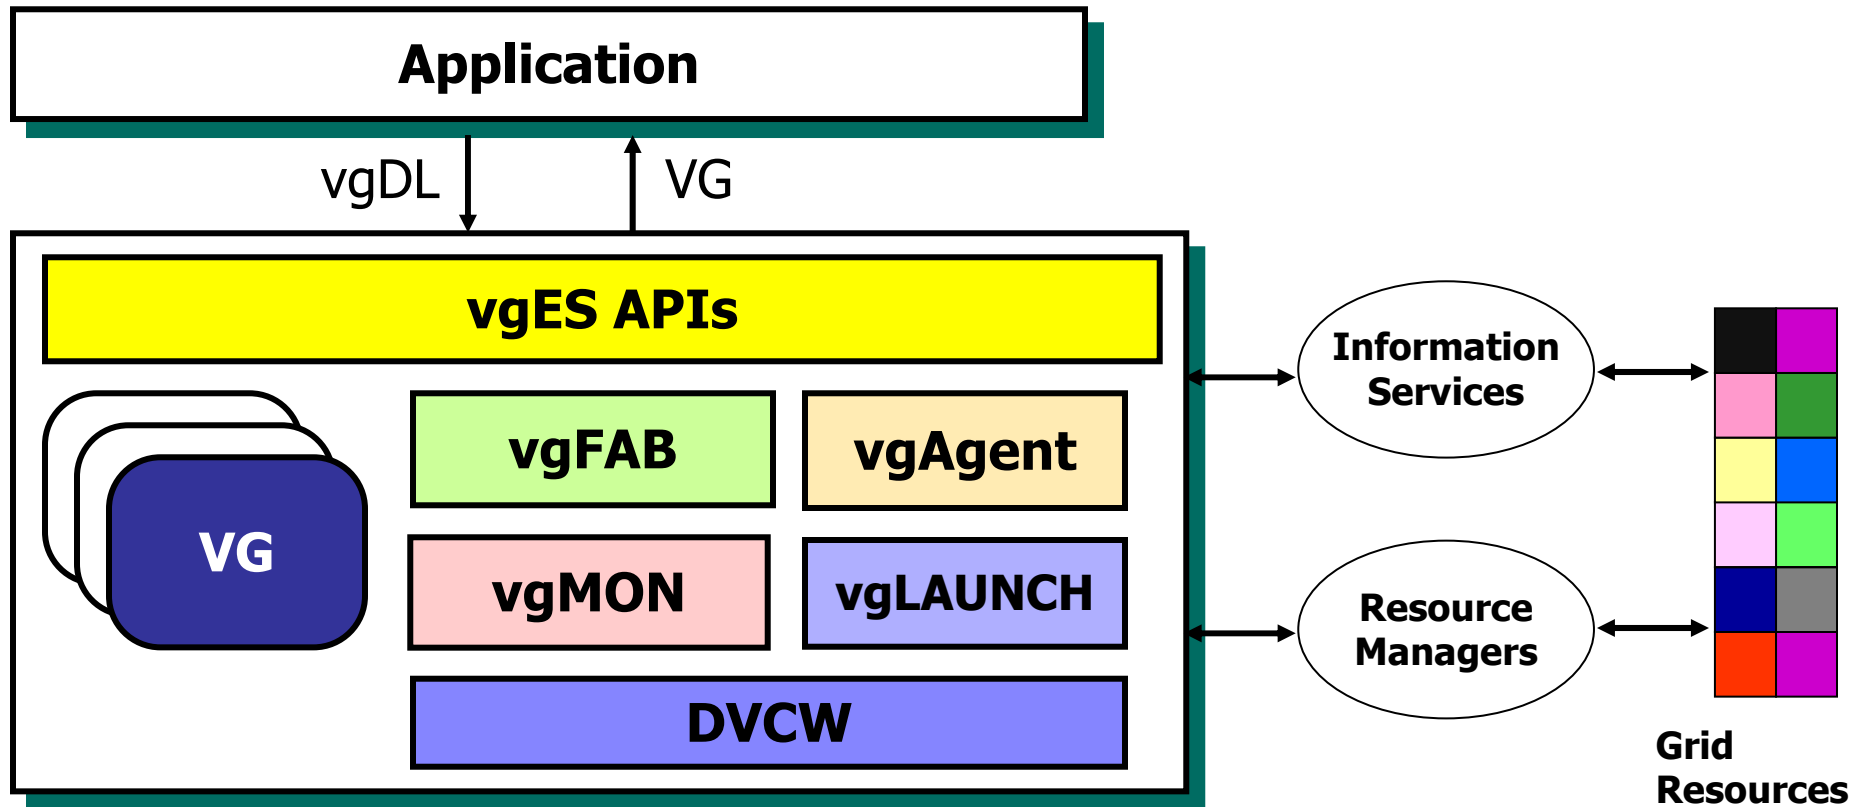 Application
vgDL
VG
vgES APIs
vgFAB
vgAgent
VG
vgMON
vgLAUNCH
DVCW
Information
Services
Resource
Managers
Grid
Resources